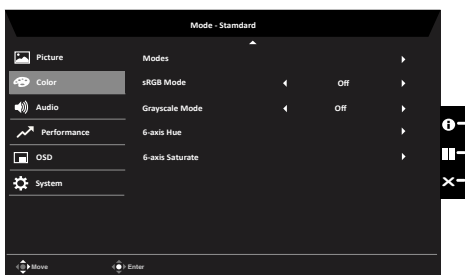 Mode - Standard
Picture
Modes
Color
sRGB Mode
Off
Audio
Grayscale Mode
Off
Performance
6-axis Hue
OSD
6-axis Saturate
System
Move
Enter